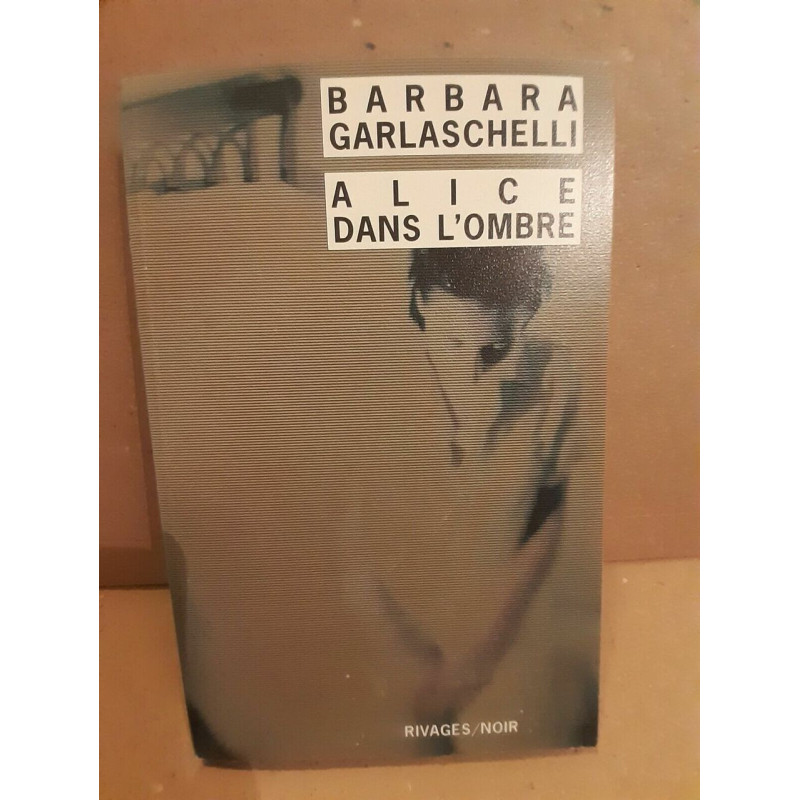 BARBARA
GARLASCHELLI
ALICE
DANS L'OMBRE
RIVAGES/NOIR